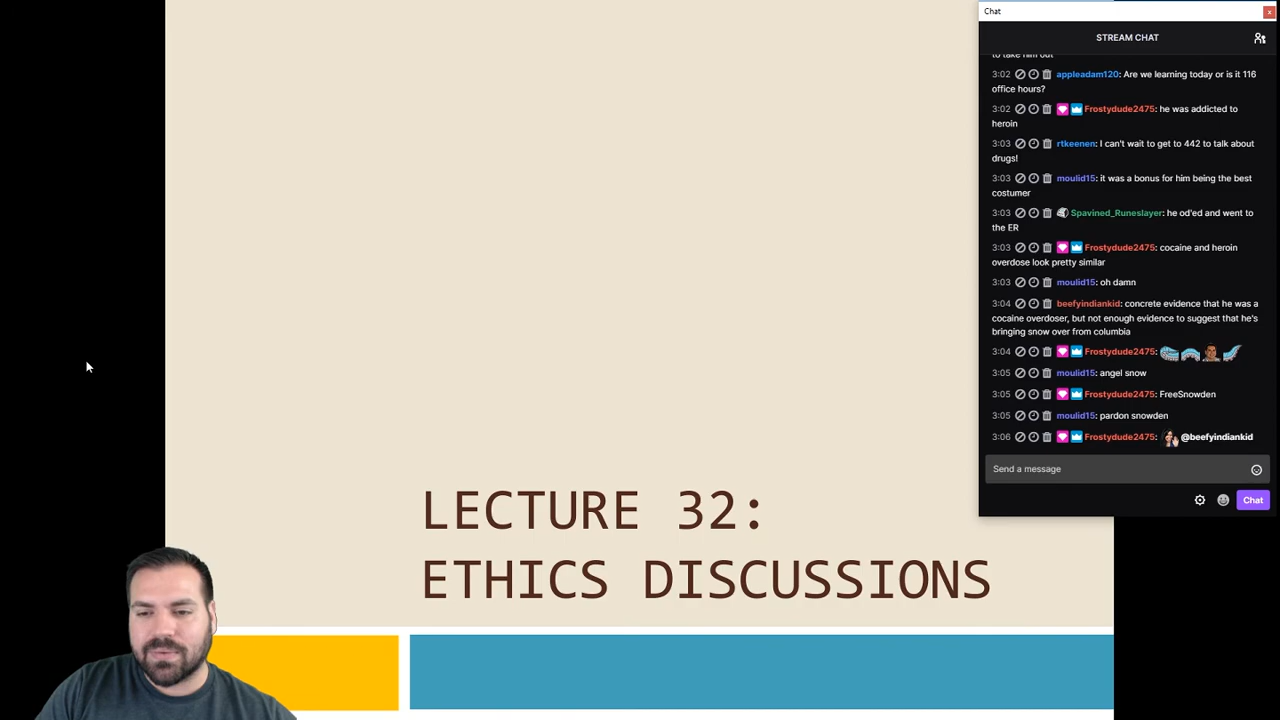 LECTURE 32:
ETHICS DISCUSSIONS
Chat
x
STREAM CHAT
to take him out
3:02 appleadam120: Are we learning today or is it 116
office hours?
3:02 Frostydude2475: he was addicted to
heroin
3:03 rtkeenen: I can't wait to get to 442 to talk about
drugs!
3:03 moulid15: it was a bonus for him being the best
costumer
3:03 Spavined_Runeslayer: he od'ed and went to
the ER
3:03 Frostydude2475: cocaine and heroin
overdose look pretty similar
3:03 moulid15: oh damn
3:04 beefyindiankid: concrete evidence that he was a
cocaine overdoser, but not enough evidence to suggest that he's
bringing snow over from columbia
3:04 Frostydude2475:
3:05 moulid15: angel snow
3:05 Frostydude2475: FreeSnowden
3:05 moulid15: pardon snowden
3:06 Frostydude2475: @beefyindiankid
Send a message
Chat